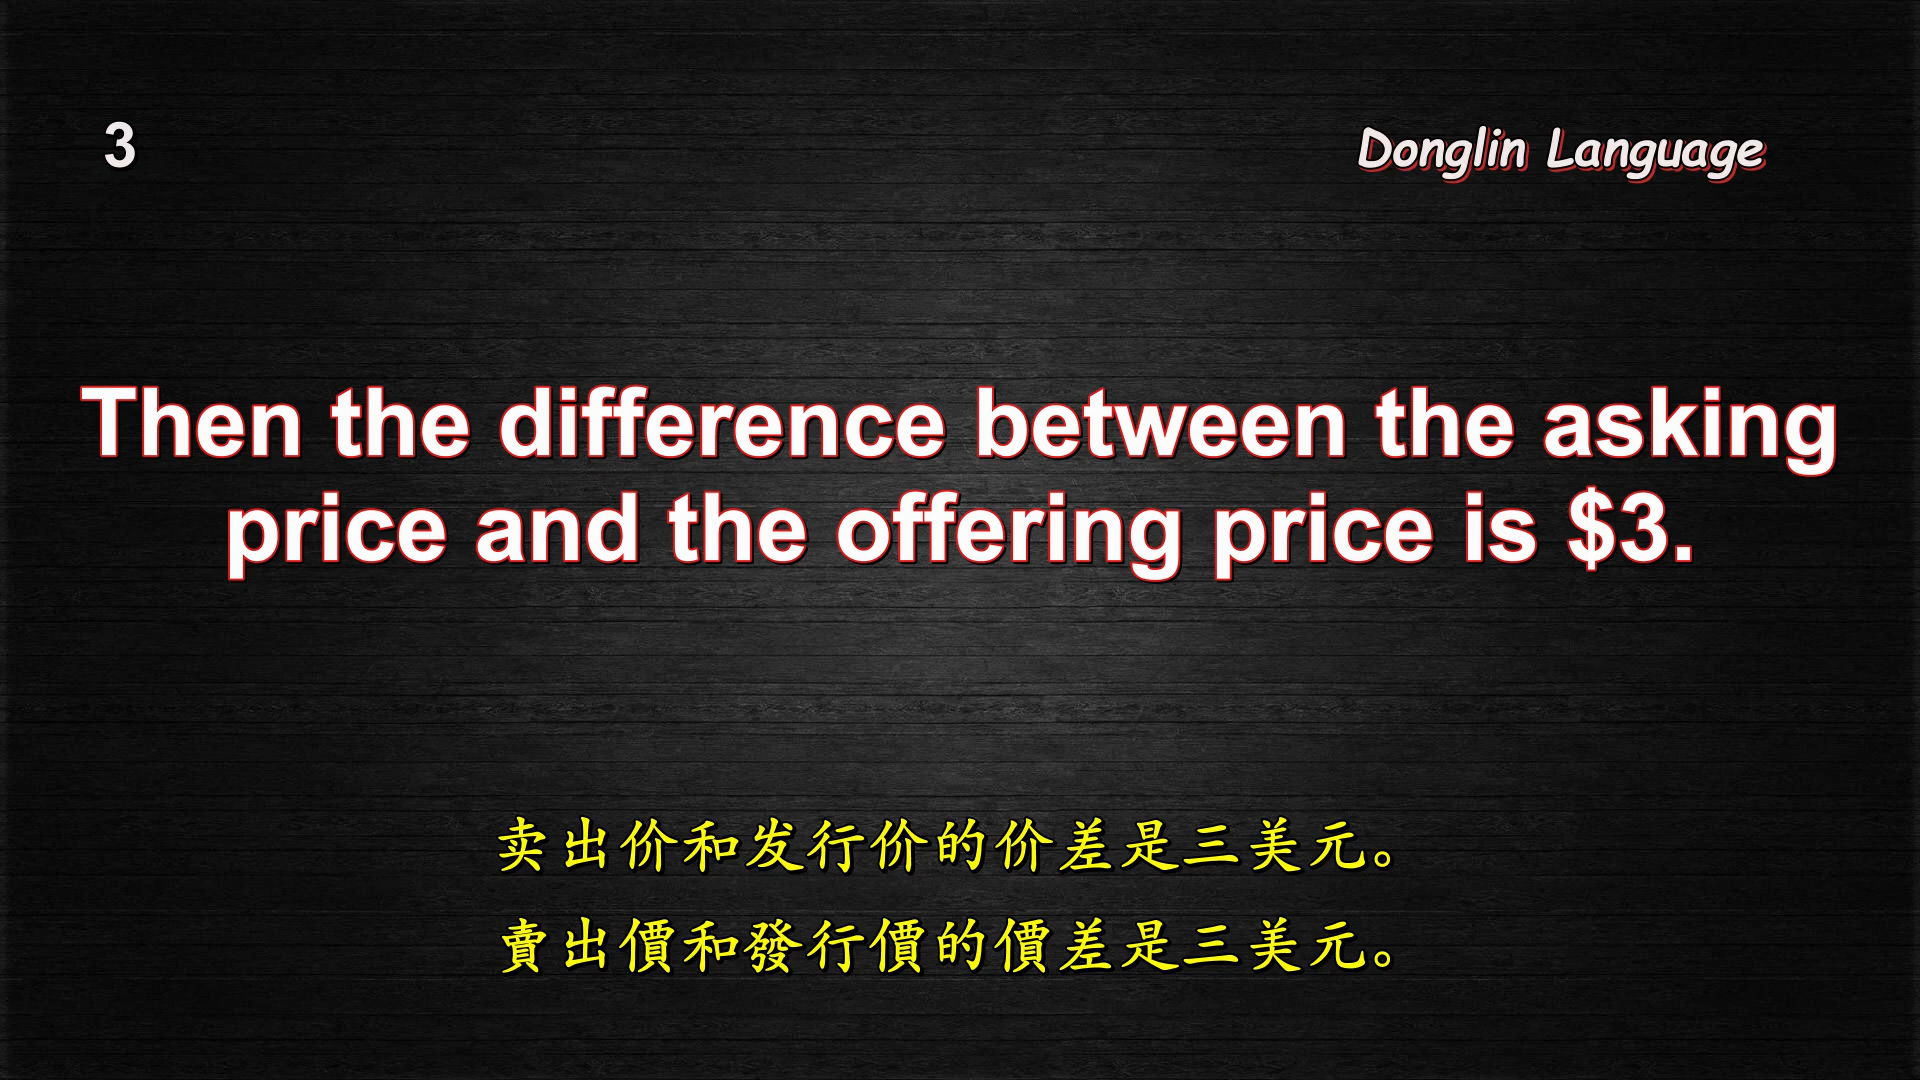 3
Donglin Language
Then the difference between the asking
price and the offering price is $3.
卖出价和发行价的价差是三美元。
賣出價和發行價的價差是三美元。